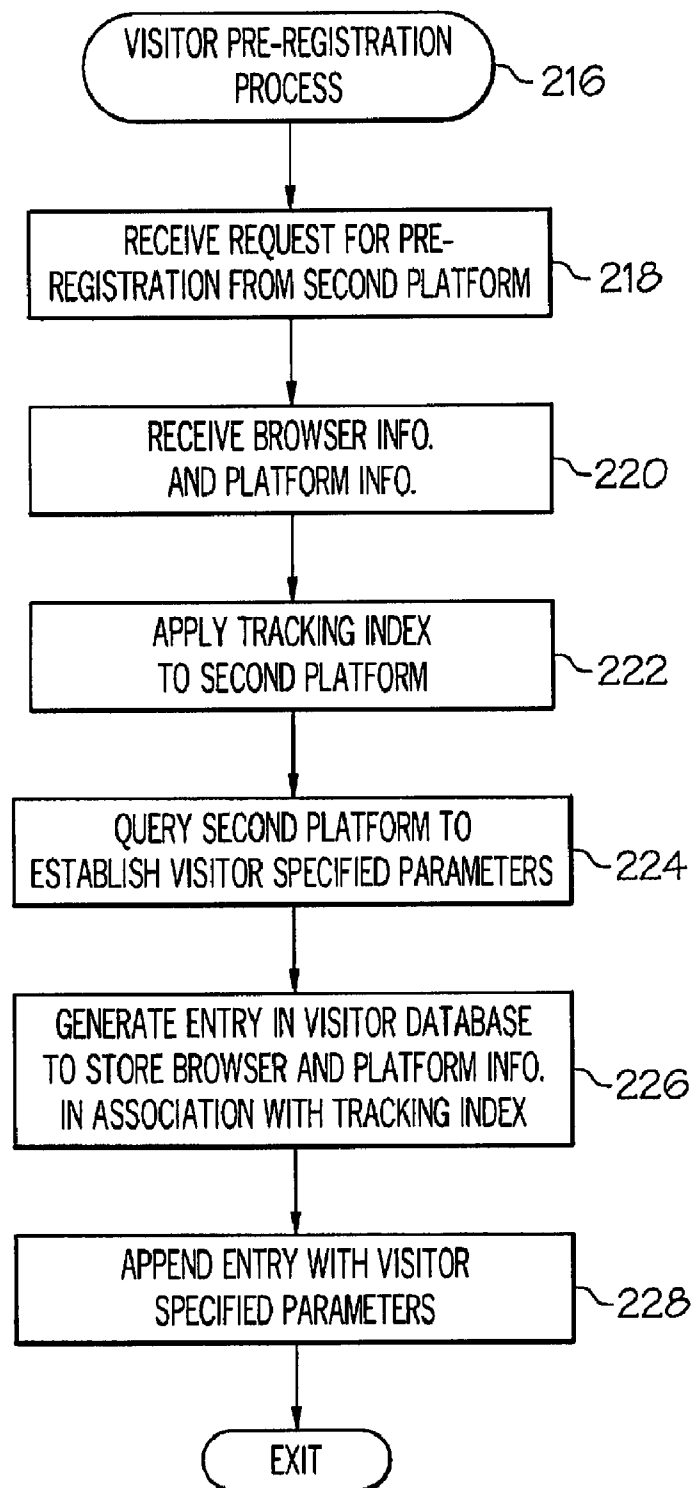 VISITOR PRE-REGISTRATION
PROCESS
216
RECEIVE REQUEST FOR PRE-
REGISTRATION FROM SECOND PLATFORM
218
RECEIVE BROWSER INFO.
AND PLATFORM INFO.
220
APPLY TRACKING INDEX
TO SECOND PLATFORM
222
QUERY SECOND PLATFORM TO
ESTABLISH VISITOR SPECIFIED PARAMETERS
224
GENERATE ENTRY IN VISITOR DATABASE
TO STORE BROWSER AND PLATFORM INFO.
IN ASSOCIATION WITH TRACKING INDEX
226
APPEND ENTRY WITH VISITOR
SPECIFIED PARAMETERS
228
EXIT